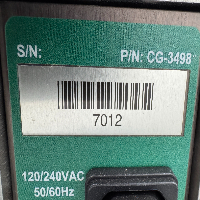 S/N: P/N: CG-3498
7012
120/240VAC
50/60Hz